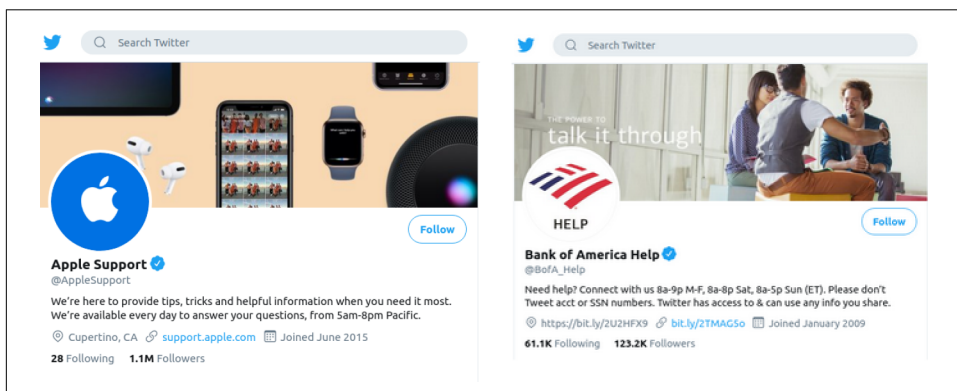 Search Twitter
Follow
Apple Support
@AppleSupport
We're here to provide tips, tricks and helpful information when you need it most.
We're available every day to answer your questions, from 5am-8pm Pacific.
Cupertino, CA support.apple.com Joined June 2015
28 Following 1.1M Followers
Search Twitter
THE POWER TO
talk it through
HELP
Follow
Bank of America Help
@BofA_Help
Need help? Connect with us 8a-9p M-F, 8a-8p Sat, 8a-5p Sun (ET). Please don't
Tweet acct or SSN numbers. Twitter has access to & can use any info you share.
https://bit.ly/2U2HFX9 bit.ly/2TMAG5o Joined January 2009
61.1K Following 123.2K Followers